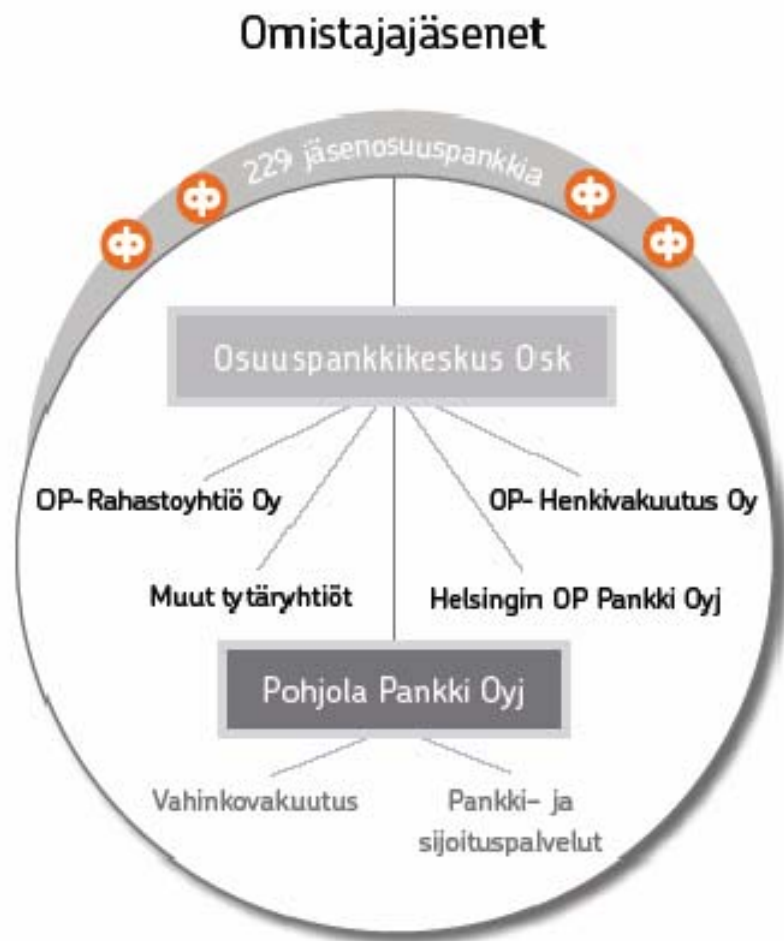 Omistajajäsenet
229 jäsenosuuspankkia
Osuuspankkikeskus Osk
OP-Rahastoyhtiö Oy
OP-Henkivakuutus Oy
Muut tytäryhtiöt
Helsingin OP Pankki Oyj
Pohjola Pankki Oyj
Vahinkovakuutus
Pankki- ja
sijoituspalvelut